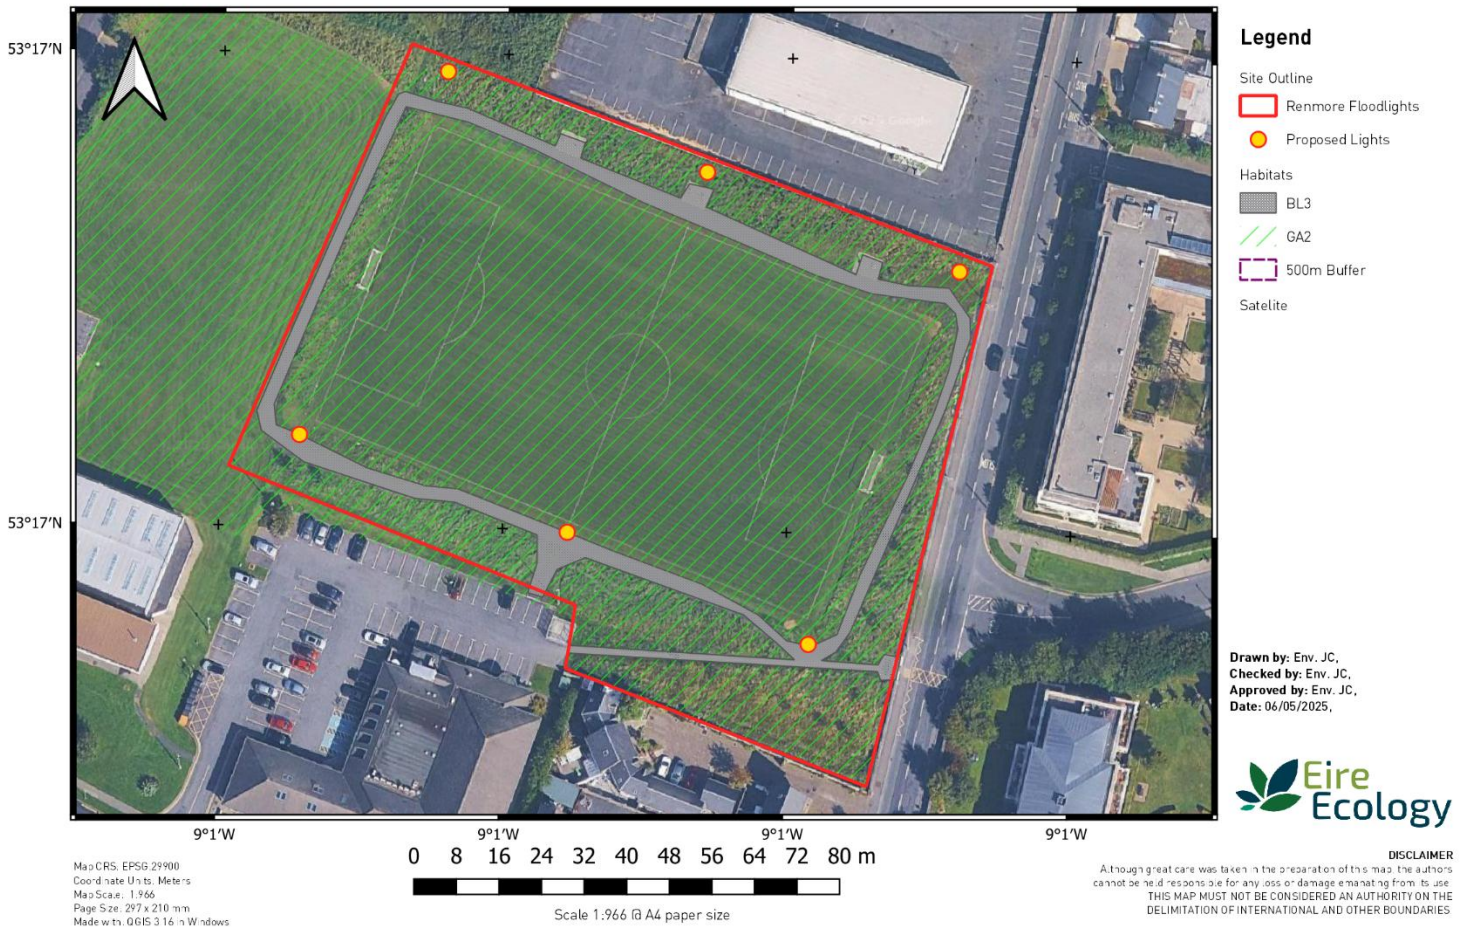 53°17'N
53°17'N
9°1'W
9°1'W
9°1'W
9°1'W
Legend
Site Outline
Renmore Floodlights
Proposed Lights
Habitats
BL3
GA2
500m Buffer
Satelite
Drawn by: Env. JC,
Checked by: Env. JC,
Approved by: Env. JC,
Date: 06/05/2025,
Eire
Ecology
Map CRS: EPSG:29900
Coordinate Units: Meters
Map Scale: 1:966
Page Size: 297 x 210 mm
Made with: QGIS 3.16 in Windows
0 8 16 24 32 40 48 56 64 72 80 m
Scale 1:966 @ A4 paper size
DISCLAIMER
Although great care was taken in the preparation of this map, the authors
cannot be held responsible for any loss or damage emanating from its use.
THIS MAP MUST NOT BE CONSIDERED AN AUTHORITY ON THE
DELIMITATION OF INTERNATIONAL AND OTHER BOUNDARIES